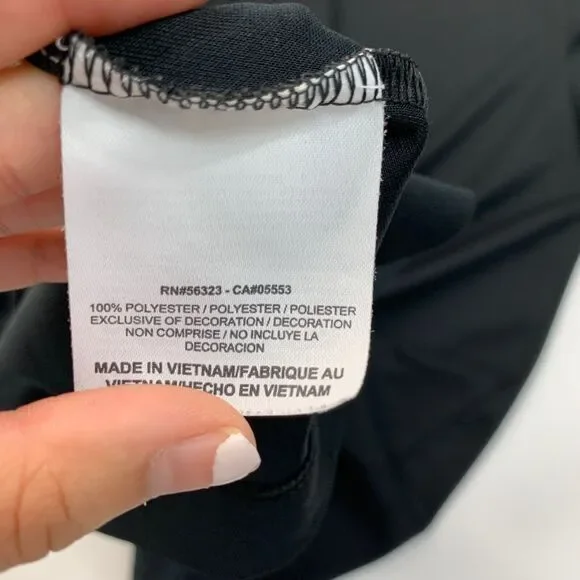 RN#56323 - CA#05553
100% POLYESTER / POLYESTER / POLIESTER
EXCLUSIVE OF DECORATION / DECORATION
NON COMPRISE / NO INCLUYE LA
DECORACION
MADE IN VIETNAM/FABRIQUE AU
VIETNAM/HECHO EN VIETNAM